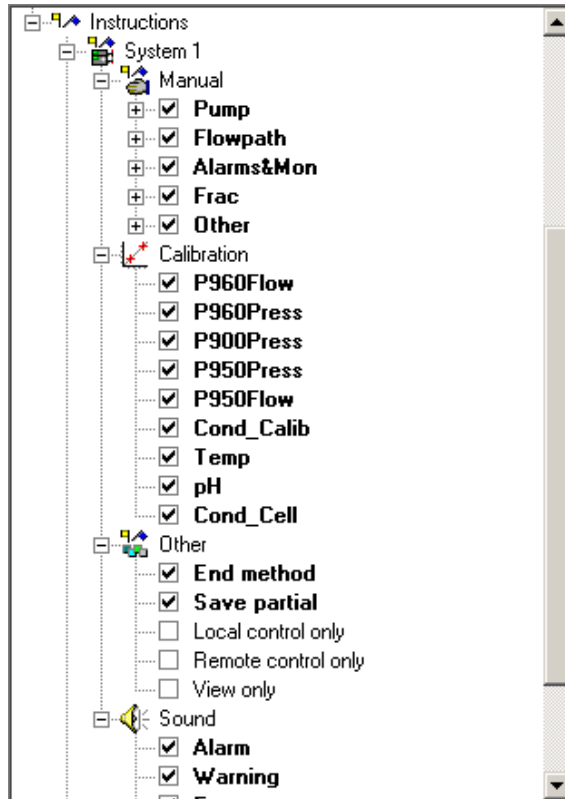 Instructions
System 1
Manual
Pump
Flowpath
Alarms&Mon
Frac
Other
Calibration
P960Flow
P960Press
P900Press
P950Press
P950Flow
Cond_Calib
Temp
pH
Cond_Cell
Other
End method
Save partial
Local control only
Remote control only
View only
Sound
Alarm
Warning